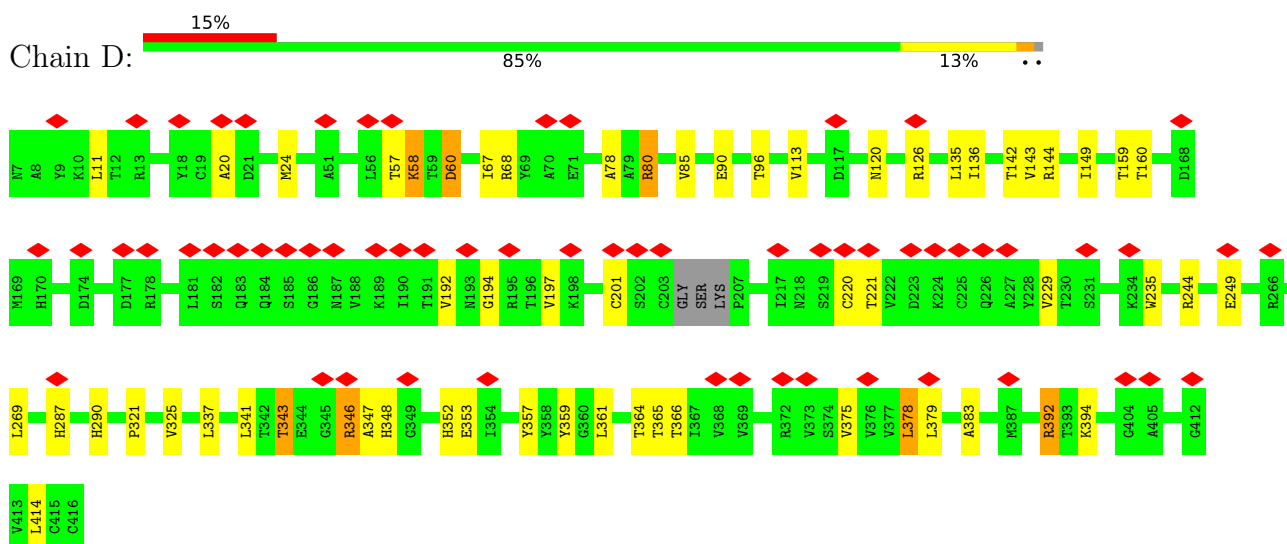 15%
Chain D:
85% 13% • •
N7 A8 Y9 K10 L11 T12 R13 Y18 C19 A20 D21 M24 A51 L56 T57 K58 T59 D60 I67 R68 Y69 A70 E71 A78 A79 R80 V85 E90 T96 V113 D117 N120 R126 L135 I136 T142 V143 R144 I149 T159 T160 D168
M169 H170 D174 D177 R178 L181 S182 Q183 Q184 S185 G186 N187 V188 K189 I190 T191 V192 N193 G194 R195 T196 V197 K198 C201 S202 C203 GLY SER LYS P207 I217 N218 S219 C220 T221 V222 D223 K224 C225 Q226 A227 Y228 V229 T230 S231 K234 W235 R244 E249 R266
L269 H287 H290 P321 V325 L337 L341 T342 T343 E344 G345 R346 A347 H348 G349 H352 E353 I354 Y357 Y358 Y359 G360 L361 T364 T365 T366 I367 V368 V369 R372 V373 S374 V375 V376 V377 L378 L379 A383 M387 R392 T393 K394 G404 A405 G412
V413 L414 C415 C416